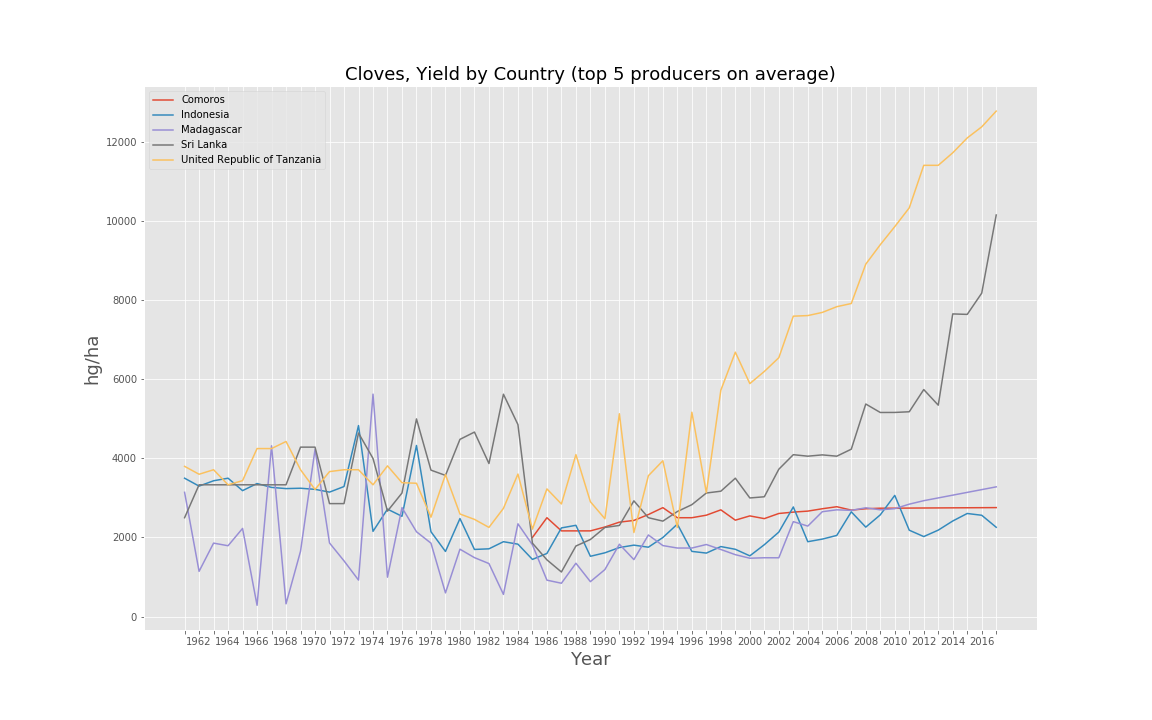 Cloves, Yield by Country (top 5 producers on average)
Comoros
Indonesia
Madagascar
Sri Lanka
United Republic of Tanzania
12000
10000
8000
6000
4000
2000
0
hg/ha
1962 1964 1966 1968 1970 1972 1974 1976 1978 1980 1982 1984 1986 1988 1990 1992 1994 1996 1998 2000 2002 2004 2006 2008 2010 2012 2014 2016
Year